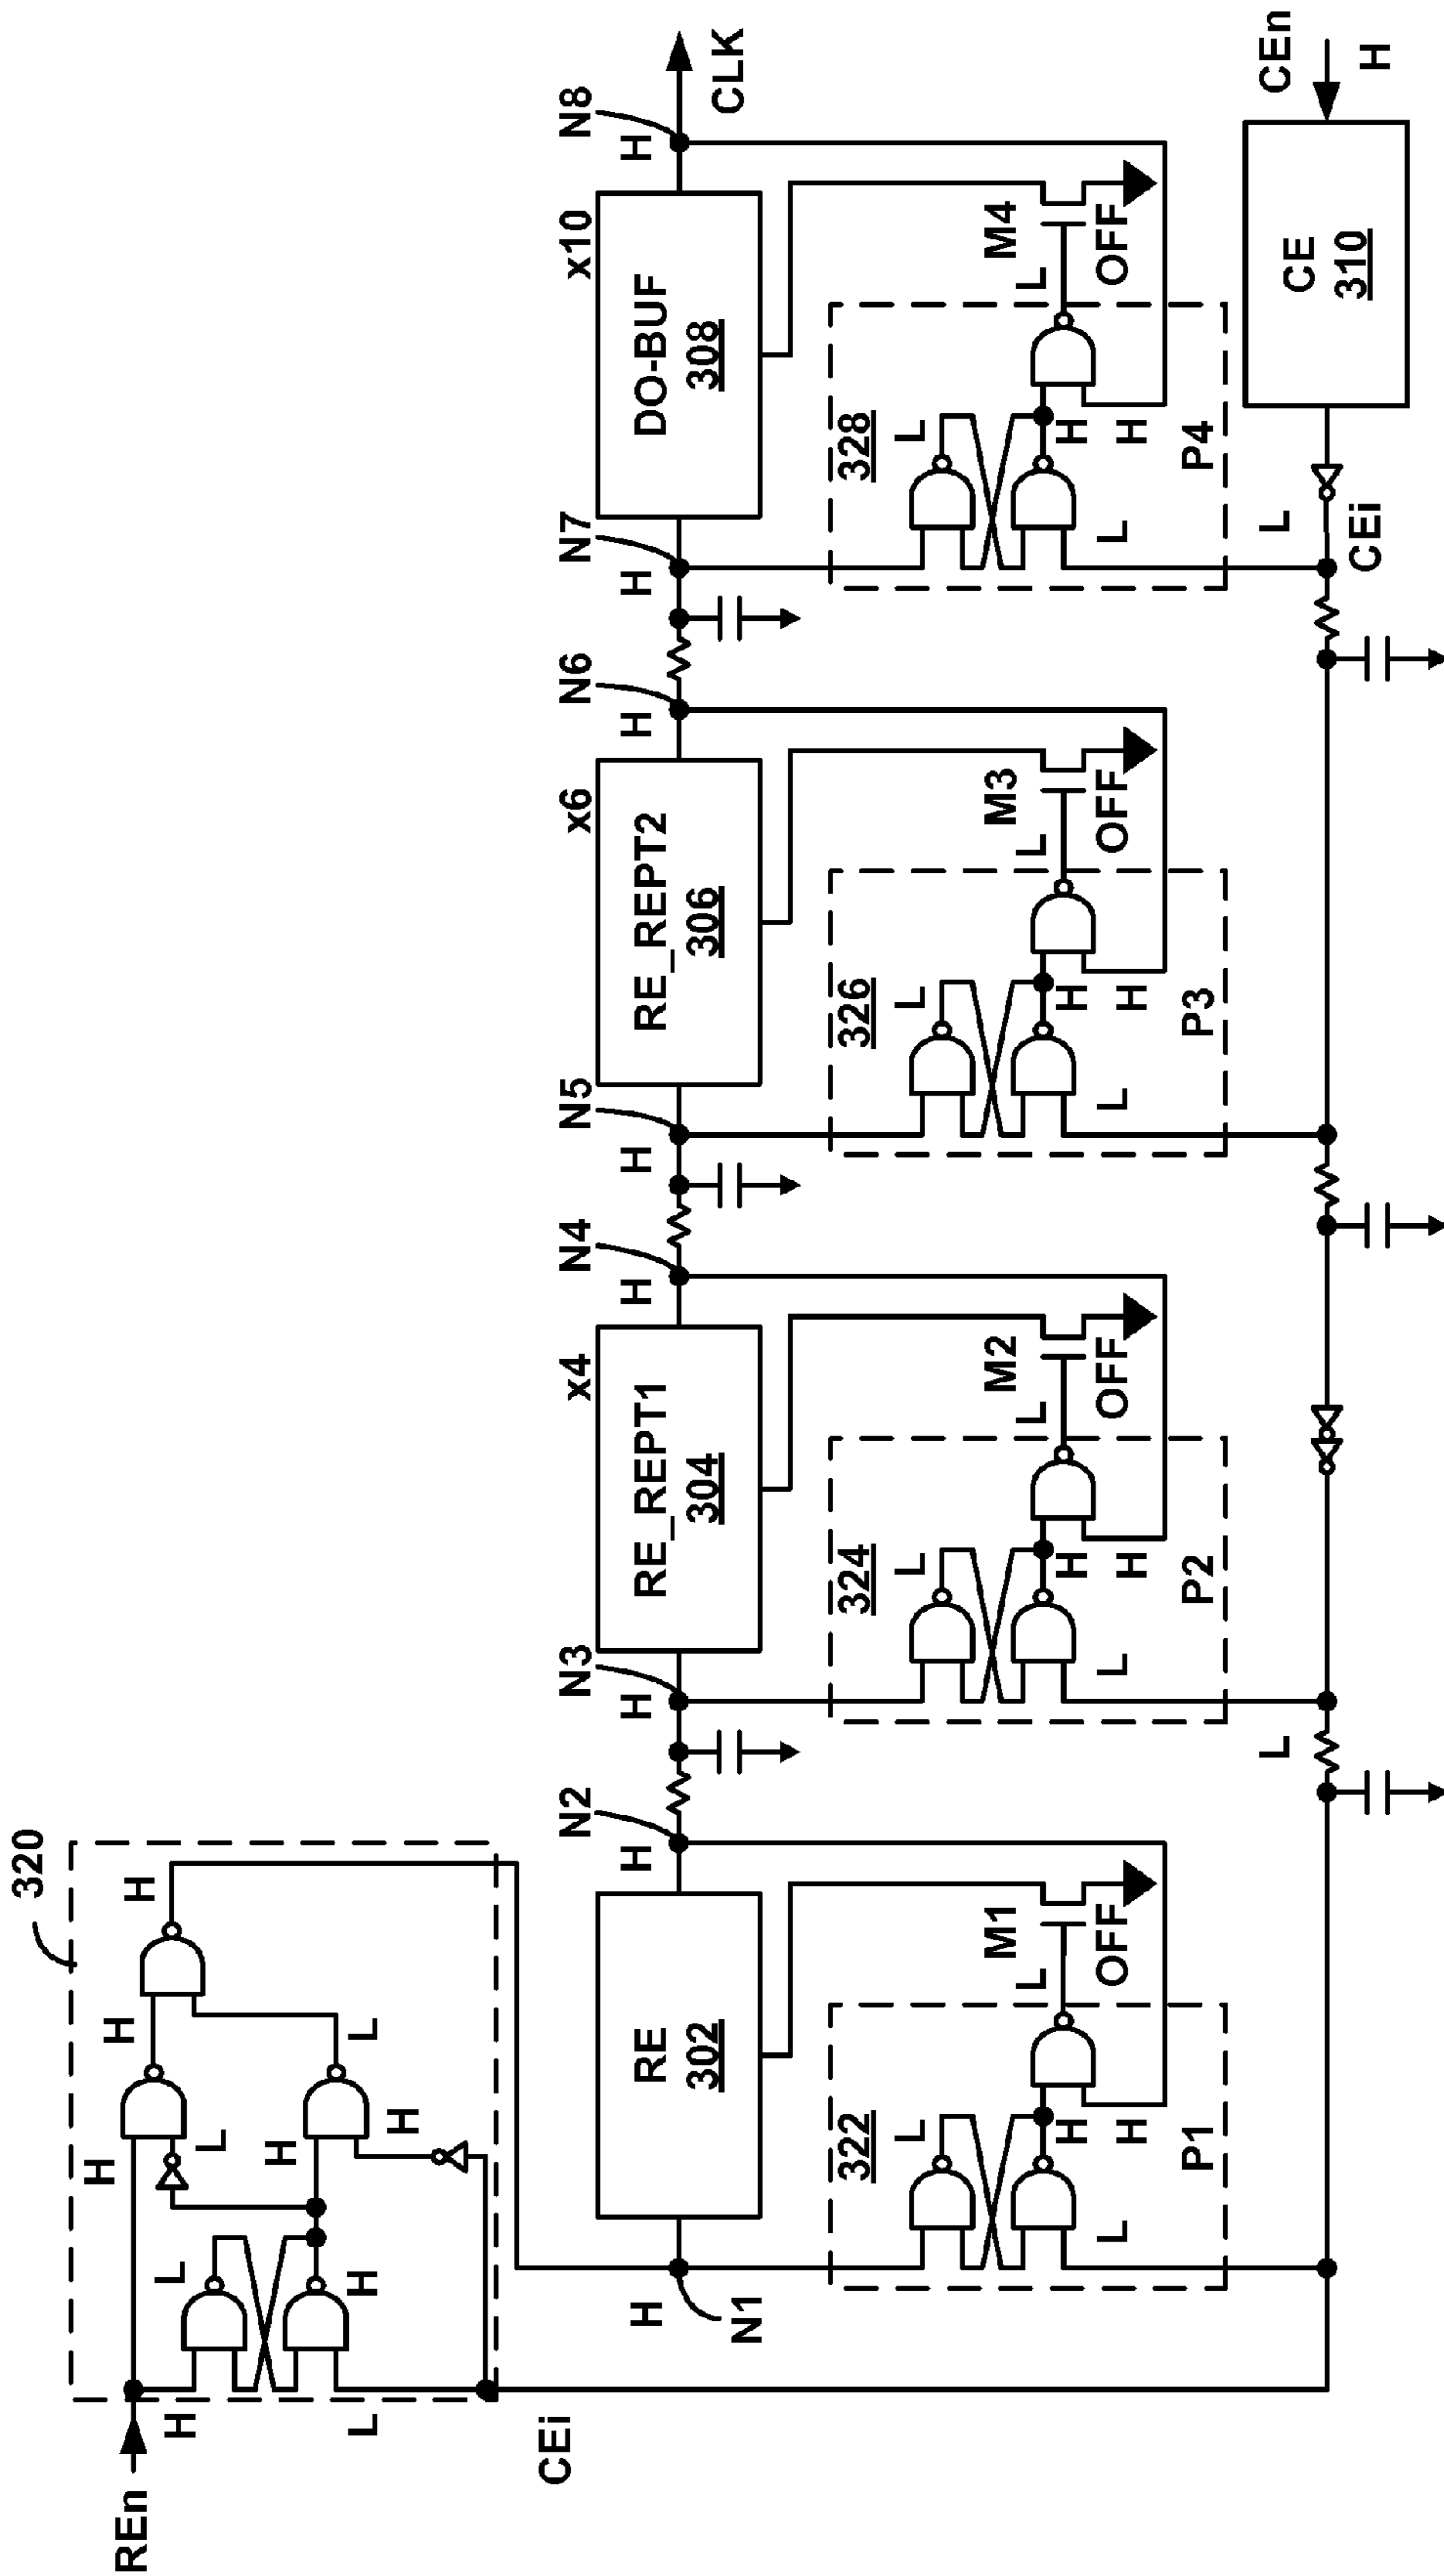 REn
H
L
CEi
320
H
L
H
L
H
H
L
H
H
L
H
H
N1
RE
302
H
N2
322
L
H
H
L
P1
L
M1
OFF
L
H
N3
x4
RE_REPT1
304
H
N4
324
L
H
H
L
P2
L
M2
OFF
H
N5
x6
RE_REPT2
306
H
N6
326
L
H
H
L
P3
L
M3
OFF
H
N7
x10
DO-BUF
308
H
N8
CLK
328
L
H
H
L
P4
L
M4
OFF
L
CEi
CE
310
CEn
H